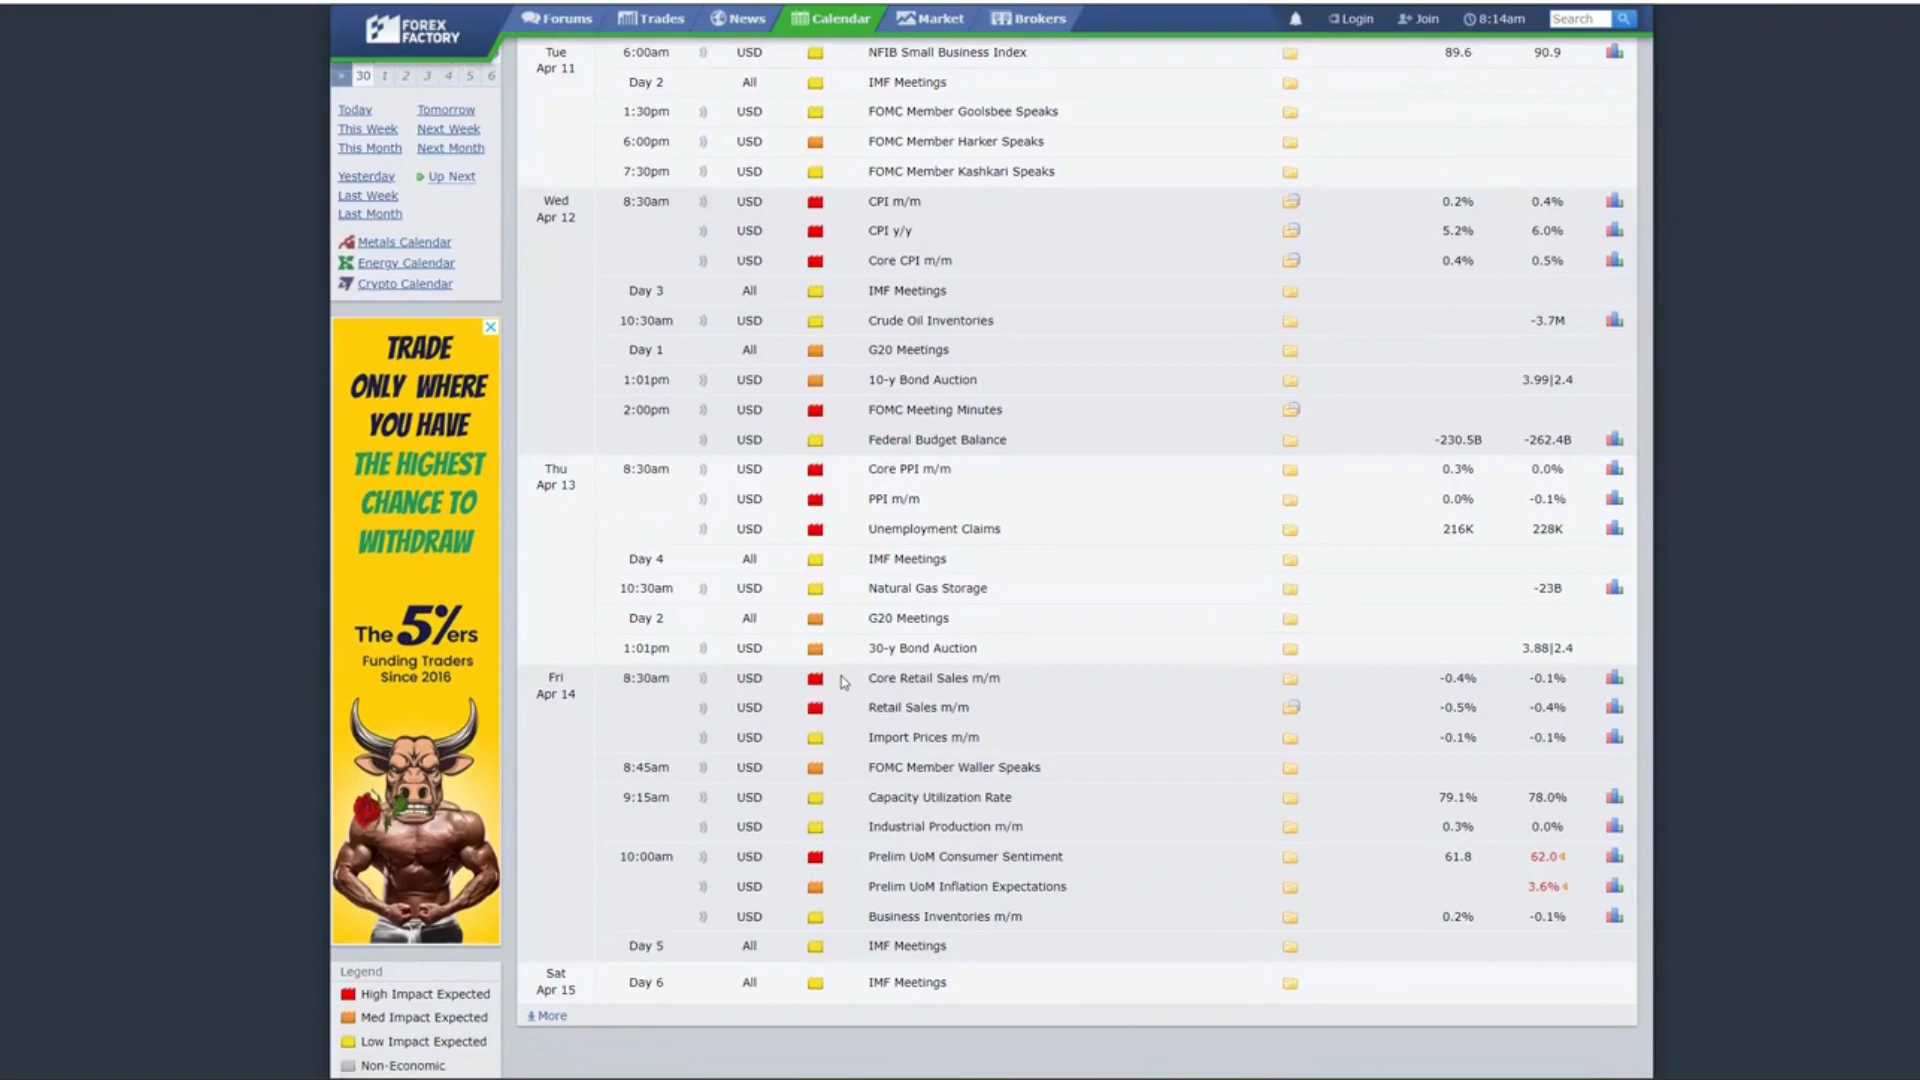 FOREX
FACTORY
Forums
Trades
News
Calendar
Market
Brokers
Login
Join
8:14am
Search
» 30 1 2 3 4 5 6
Today Tomorrow
This Week Next Week
This Month Next Month
Yesterday Up Next
Last Week
Last Month
Metals Calendar
Energy Calendar
Crypto Calendar
TRADE
ONLY WHERE
YOU HAVE
THE HIGHEST
CHANCE TO
WITHDRAW
The 5%ers
Funding Traders
Since 2016
Legend
High Impact Expected
Med Impact Expected
Low Impact Expected
Non-Economic
Tue
Apr 11
6:00am USD NFIB Small Business Index 89.6 90.9
Day 2 All IMF Meetings
1:30pm USD FOMC Member Goolsbee Speaks
6:00pm USD FOMC Member Harker Speaks
7:30pm USD FOMC Member Kashkari Speaks
Wed
Apr 12
8:30am USD CPI m/m 0.2% 0.4%
USD CPI y/y 5.2% 6.0%
USD Core CPI m/m 0.4% 0.5%
Day 3 All IMF Meetings
10:30am USD Crude Oil Inventories -3.7M
Day 1 All G20 Meetings
1:01pm USD 10-y Bond Auction 3.99|2.4
2:00pm USD FOMC Meeting Minutes
USD Federal Budget Balance -230.5B -262.4B
Thu
Apr 13
8:30am USD Core PPI m/m 0.3% 0.0%
USD PPI m/m 0.0% -0.1%
USD Unemployment Claims 216K 228K
Day 4 All IMF Meetings
10:30am USD Natural Gas Storage -23B
Day 2 All G20 Meetings
1:01pm USD 30-y Bond Auction 3.88|2.4
Fri
Apr 14
8:30am USD Core Retail Sales m/m -0.4% -0.1%
USD Retail Sales m/m -0.5% -0.4%
USD Import Prices m/m -0.1% -0.1%
8:45am USD FOMC Member Waller Speaks
9:15am USD Capacity Utilization Rate 79.1% 78.0%
USD Industrial Production m/m 0.3% 0.0%
10:00am USD Prelim UoM Consumer Sentiment 61.8 62.0
USD Prelim UoM Inflation Expectations 3.6%
USD Business Inventories m/m 0.2% -0.1%
Day 5 All IMF Meetings
Sat
Apr 15
Day 6 All IMF Meetings
More